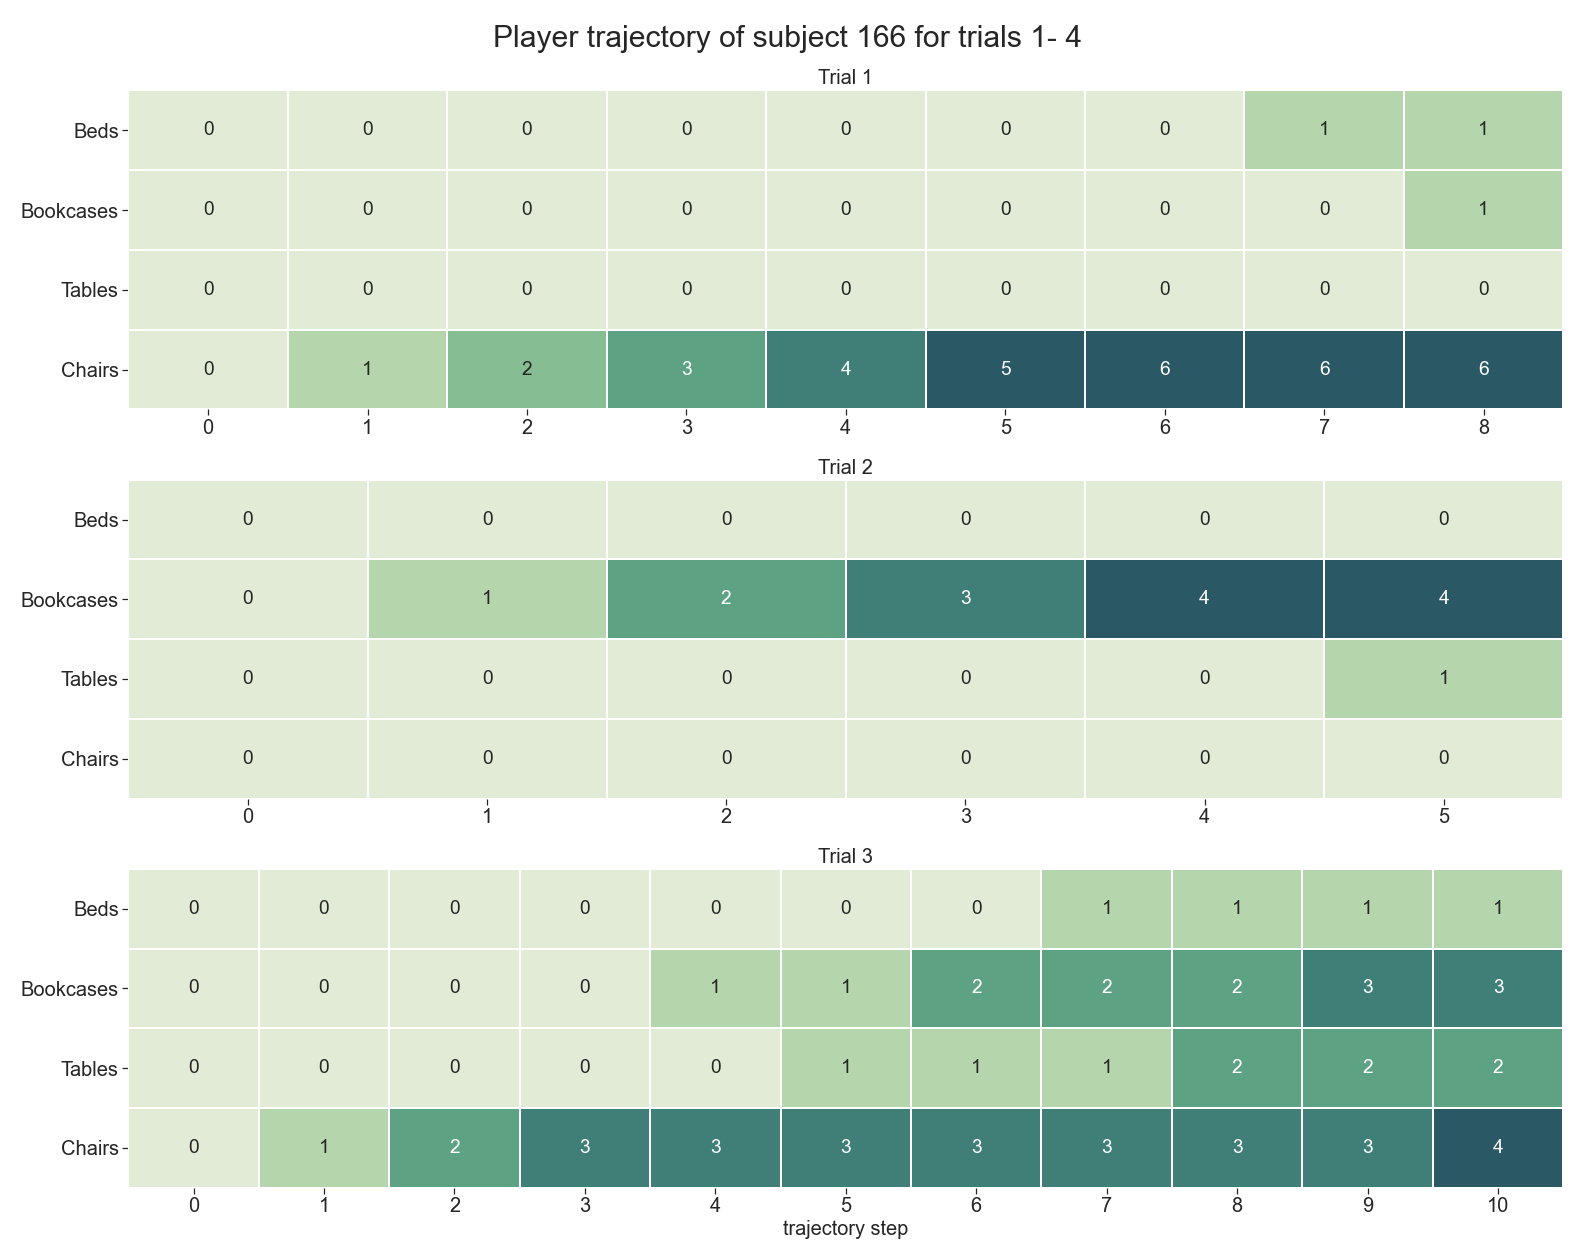 Player trajectory of subject 166 for trials 1- 4
Trial 1
Beds 0 0 0 0 0 0 0 1 1
Bookcases 0 0 0 0 0 0 0 0 1
Tables 0 0 0 0 0 0 0 0 0
Chairs 0 1 2 3 4 5 6 6 6
0 1 2 3 4 5 6 7 8
Trial 2
Beds 0 0 0 0 0 0
Bookcases 0 1 2 3 4 4
Tables 0 0 0 0 0 1
Chairs 0 0 0 0 0 0
0 1 2 3 4 5
Trial 3
Beds 0 0 0 0 0 0 0 1 1 1 1
Bookcases 0 0 0 0 1 1 2 2 2 3 3
Tables 0 0 0 0 0 1 1 1 2 2 2
Chairs 0 1 2 3 3 3 3 3 3 3 4
0 1 2 3 4 5 6 7 8 9 10
trajectory step